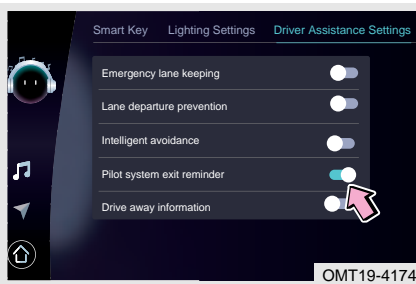 Smart Key Lighting Settings Driver Assistance Settings
Emergency lane keeping
Lane departure prevention
Intelligent avoidance
Pilot system exit reminder
Drive away information
OMT19-4174